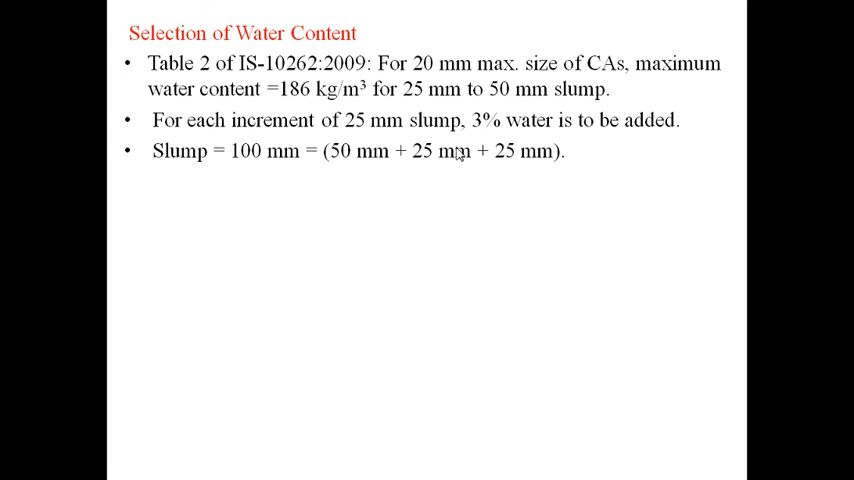 Selection of Water Content
• Table 2 of IS-10262:2009: For 20 mm max. size of CAs, maximum
water content =186 kg/m³ for 25 mm to 50 mm slump.
• For each increment of 25 mm slump, 3% water is to be added.
• Slump = 100 mm = (50 mm + 25 mm + 25 mm).